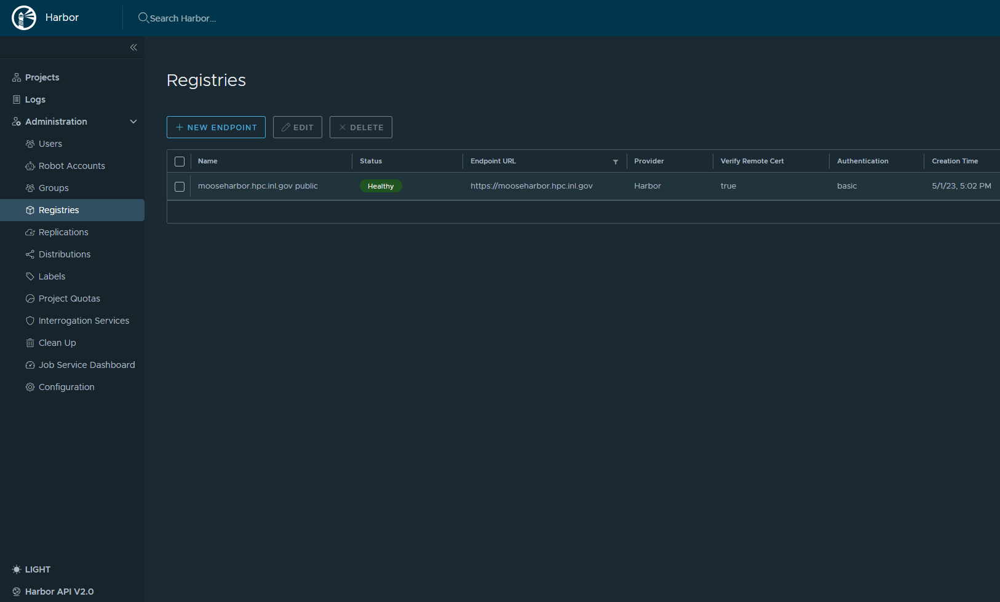 Harbor
Search Harbor...
Projects
Logs
Administration
Users
Robot Accounts
Groups
Registries
Replications
Distributions
Labels
Project Quotas
Interrogation Services
Clean Up
Job Service Dashboard
Configuration
LIGHT
Harbor API V2.0
Registries
NEW ENDPOINT EDIT DELETE
Name Status Endpoint URL Provider Verify Remote Cert Authentication Creation Time
mooseharbor.hpc.inl.gov public Healthy https://mooseharbor.hpc.inl.gov Harbor true basic 5/1/23, 5:02 PM